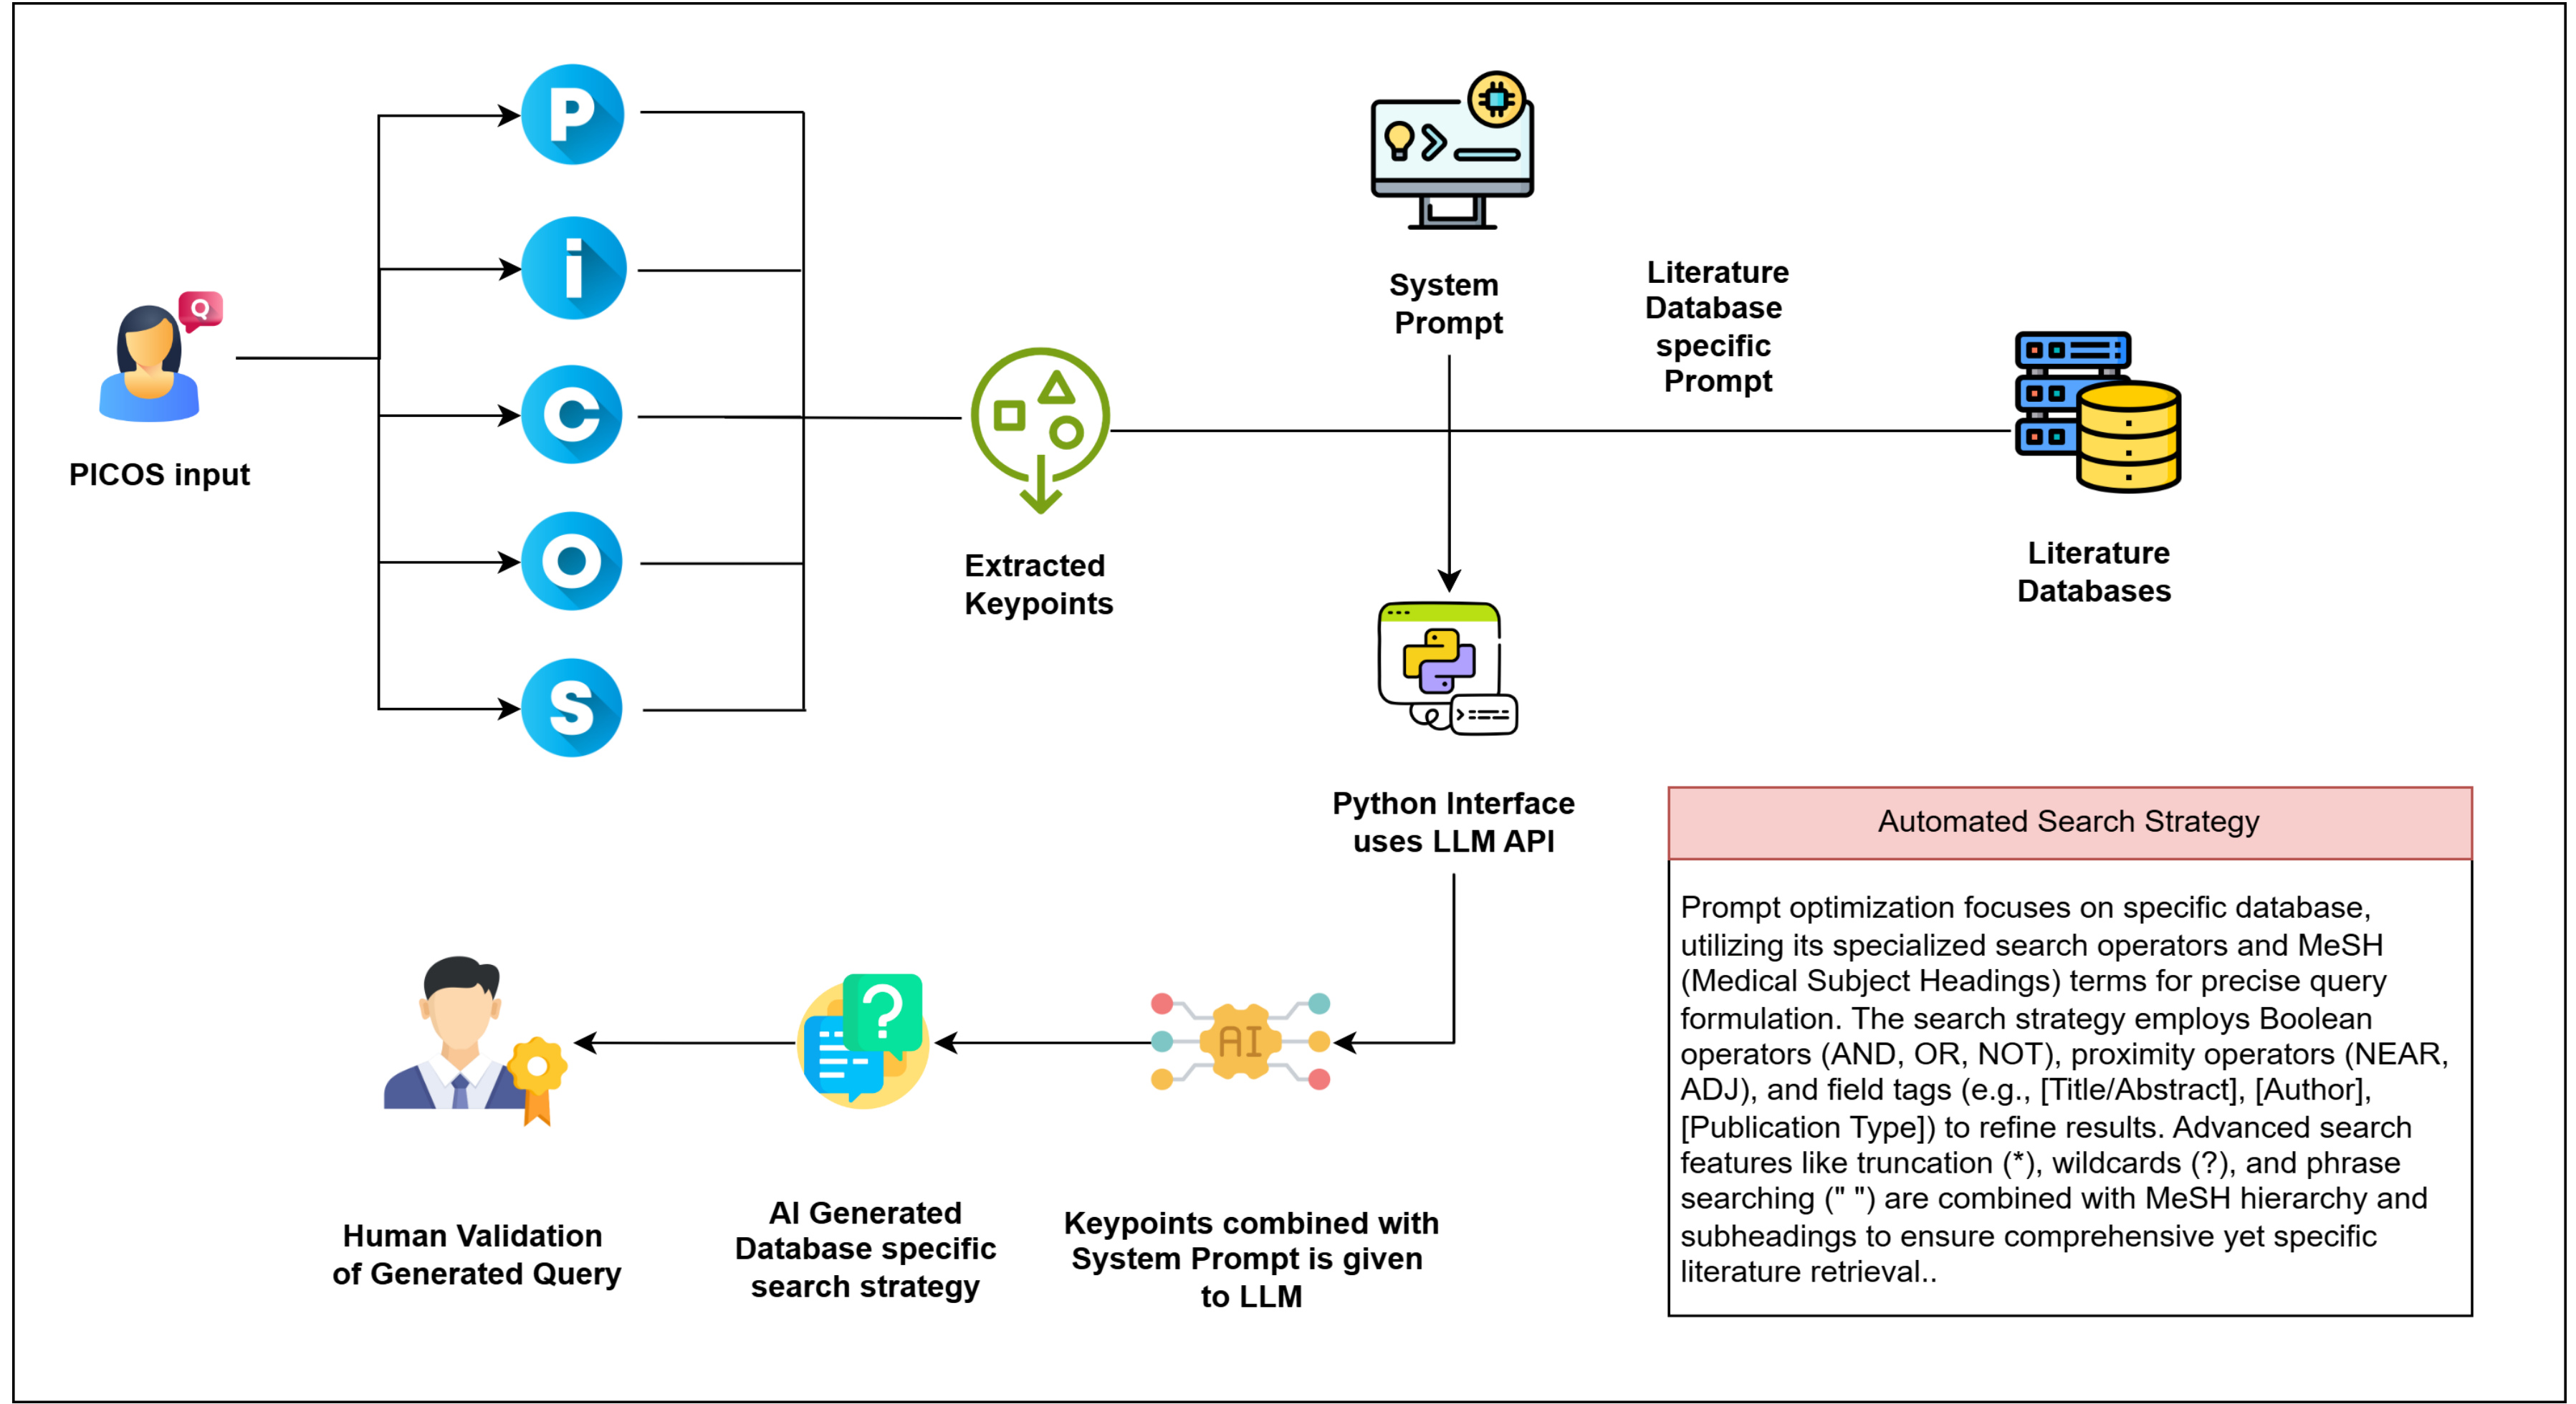 P
i
C
O
S
Q
PICOS input
Extracted
Keypoints
System
Prompt
Literature
Database
specific
Prompt
Literature
Databases
Python Interface
uses LLM API
AI
Keypoints combined with
System Prompt is given
to LLM
?
AI Generated
Database specific
search strategy
Human Validation
of Generated Query
Automated Search Strategy
Prompt optimization focuses on specific database,
utilizing its specialized search operators and MeSH
(Medical Subject Headings) terms for precise query
formulation. The search strategy employs Boolean
operators (AND, OR, NOT), proximity operators (NEAR,
ADJ), and field tags (e.g., [Title/Abstract], [Author],
[Publication Type]) to refine results. Advanced search
features like truncation (*), wildcards (?), and phrase
searching (" ") are combined with MeSH hierarchy and
subheadings to ensure comprehensive yet specific
literature retrieval..